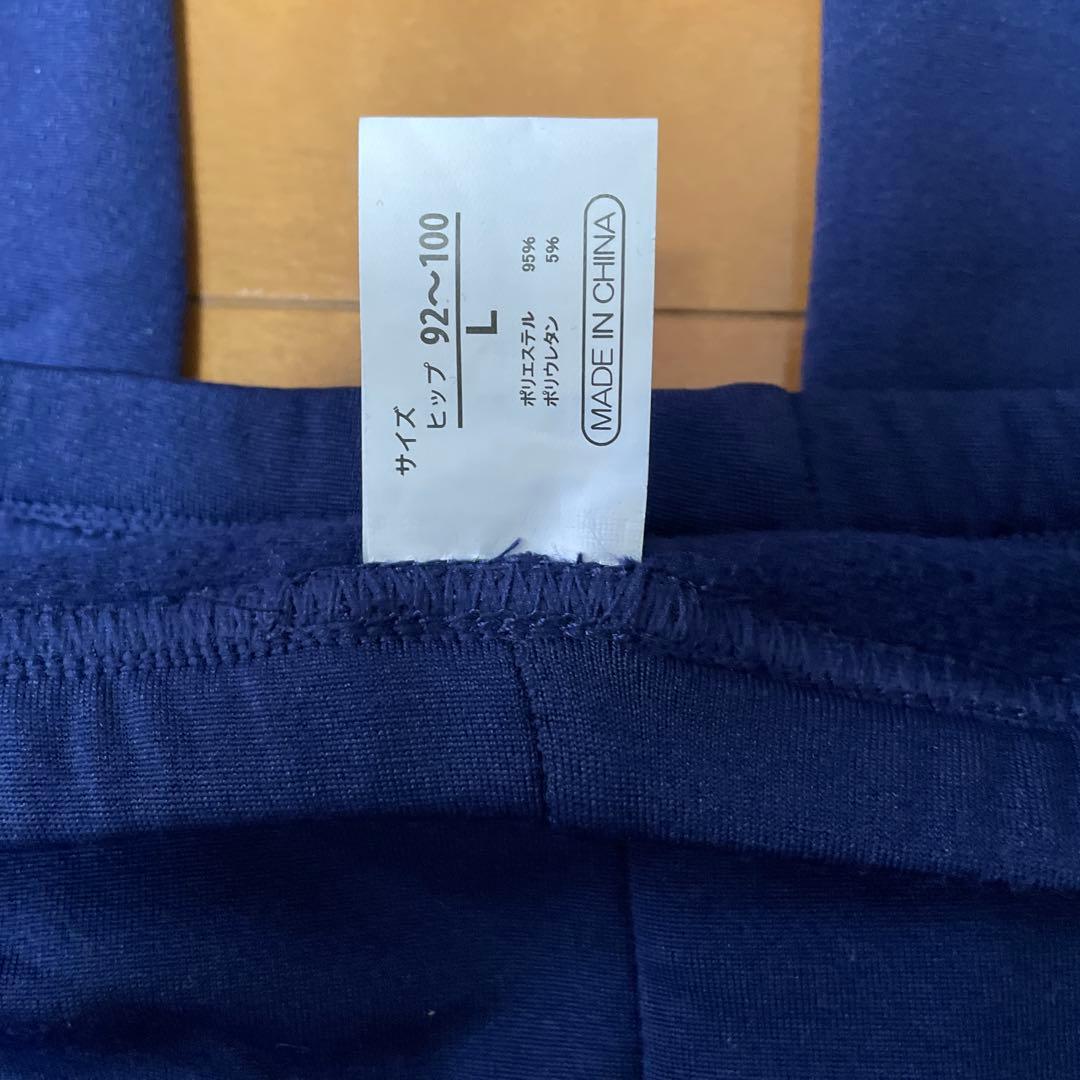 サイズ
ヒップ 92～100
L
ポリエステル 95%
ポリウレタン 5%
MADE IN CHINA